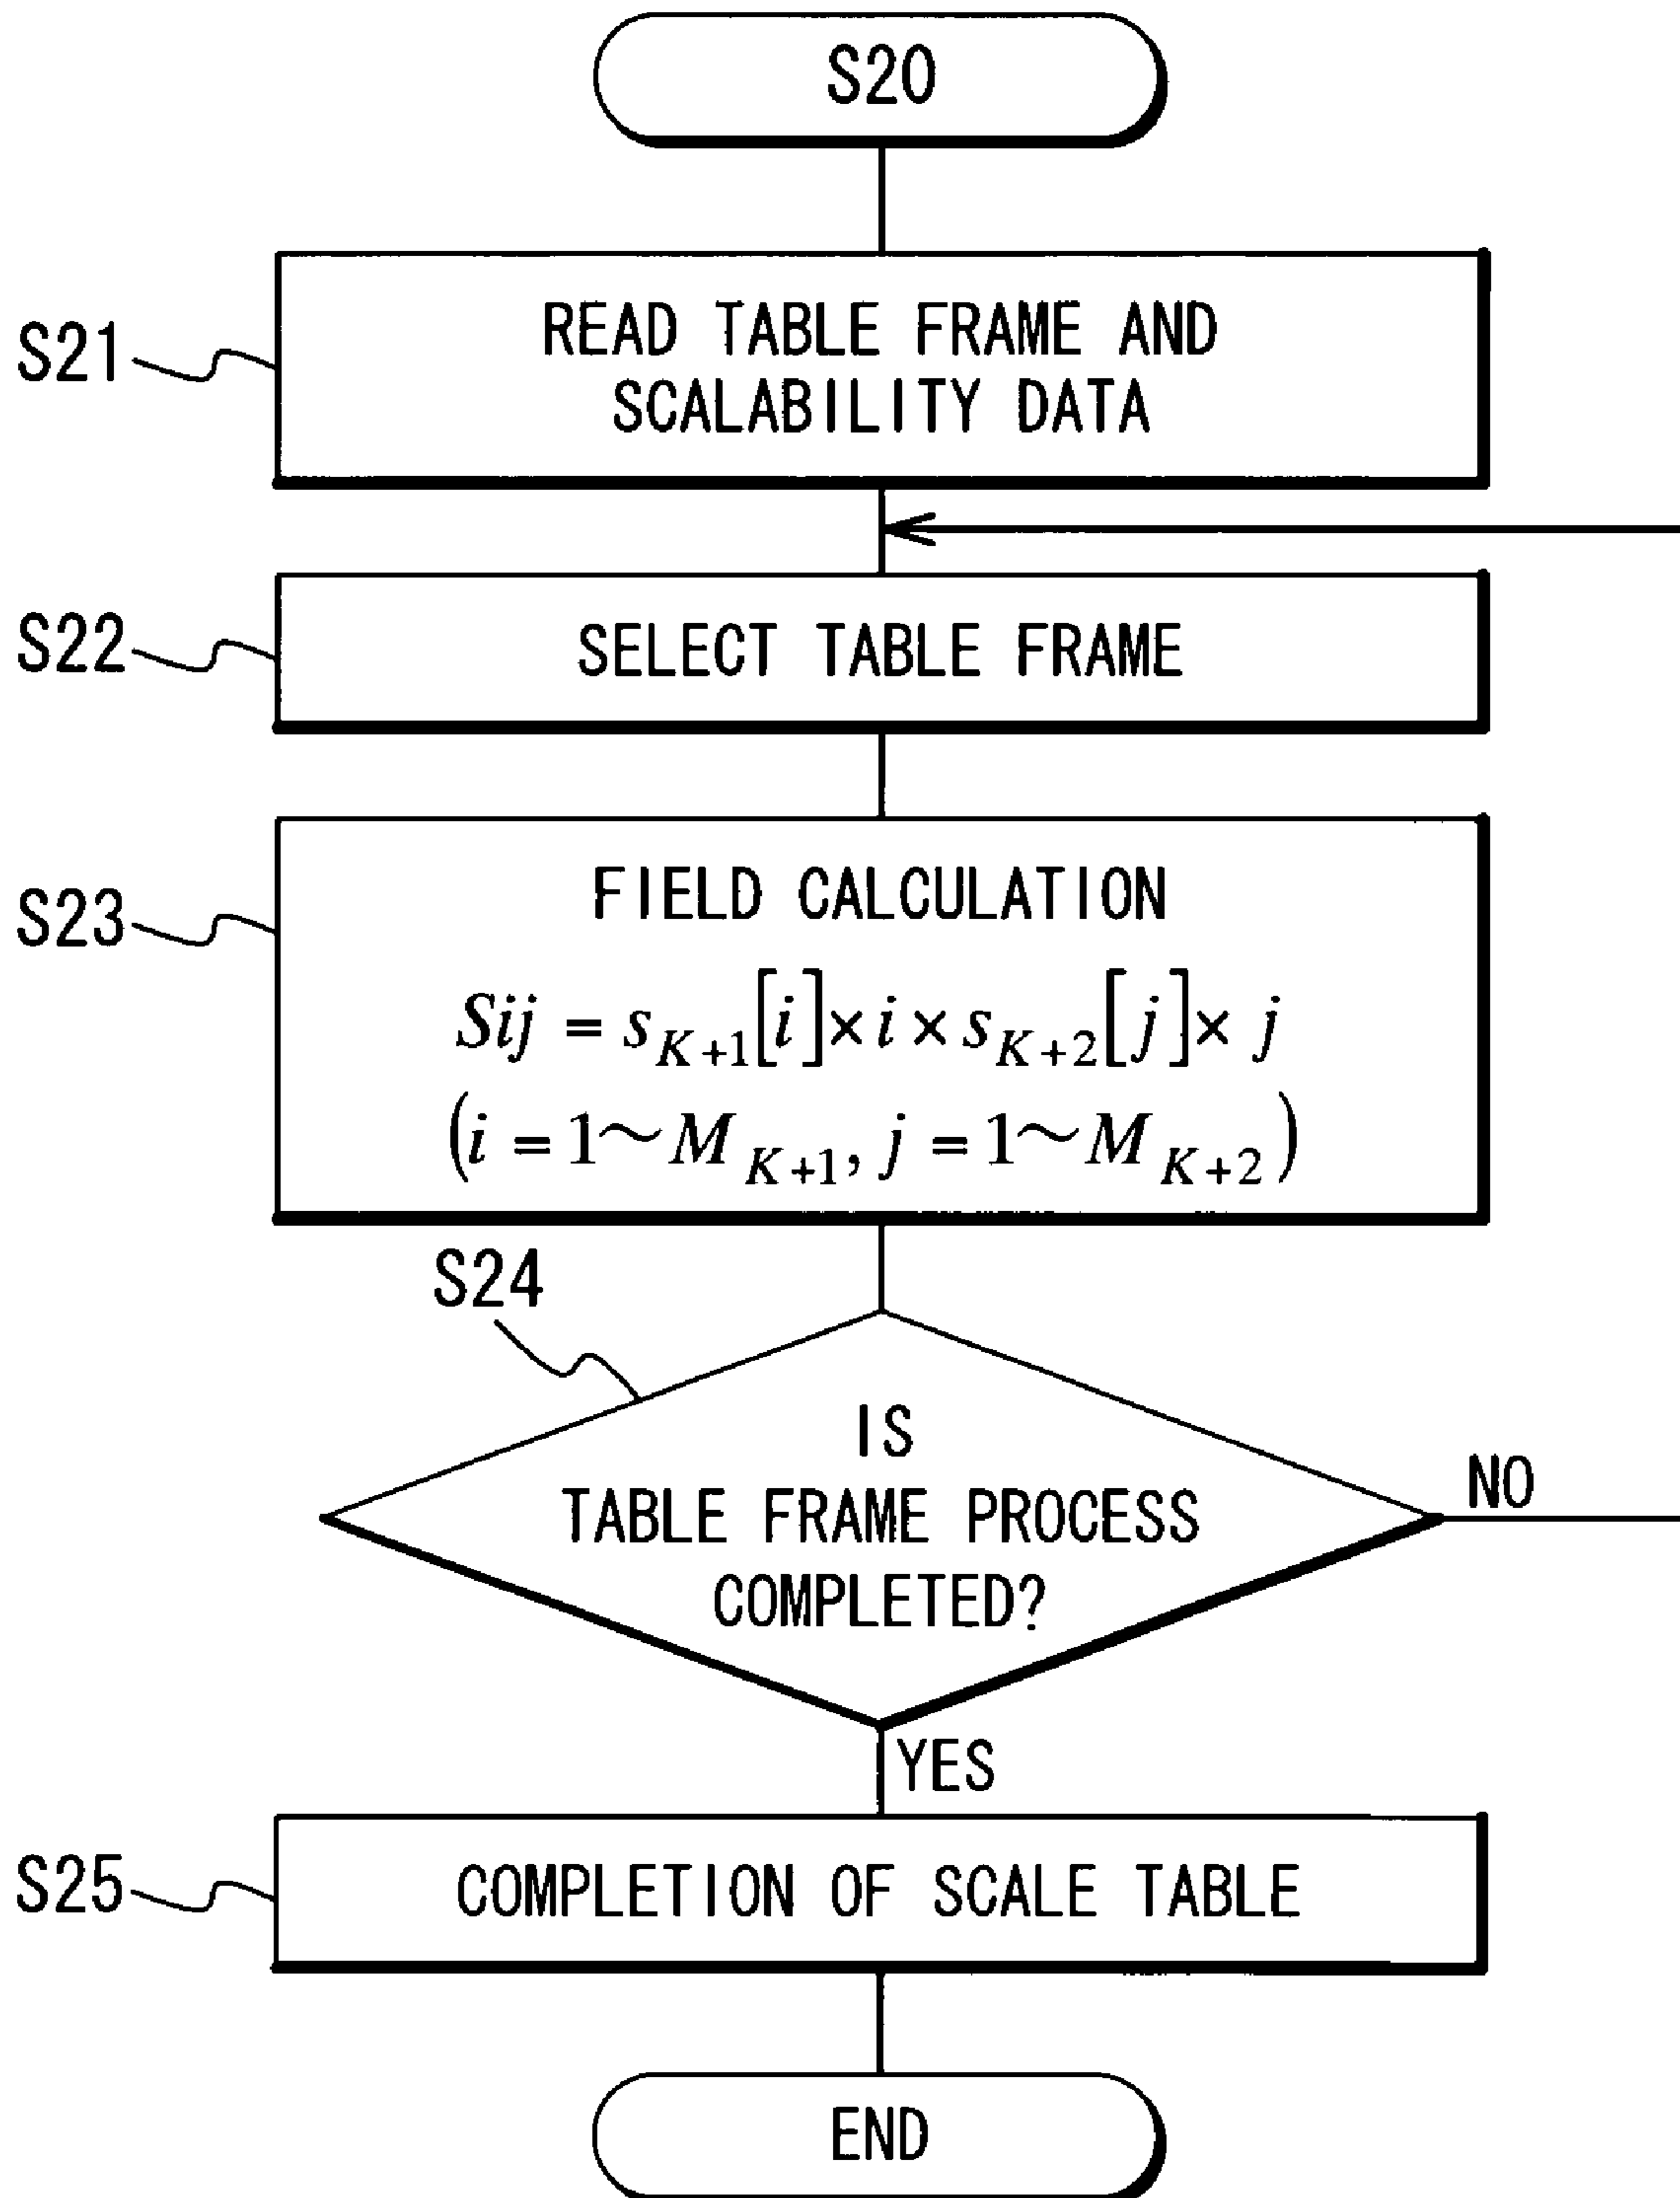 S20
S21
READ TABLE FRAME AND
SCALABILITY DATA
S22
SELECT TABLE FRAME
S23
FIELD CALCULATION
Sij = s_{K+1}[i]×i×s_{K+2}[j]×j
(i = 1～M_{K+1}, j = 1～M_{K+2})
S24
IS
TABLE FRAME PROCESS
COMPLETED?
NO
YES
S25
COMPLETION OF SCALE TABLE
END